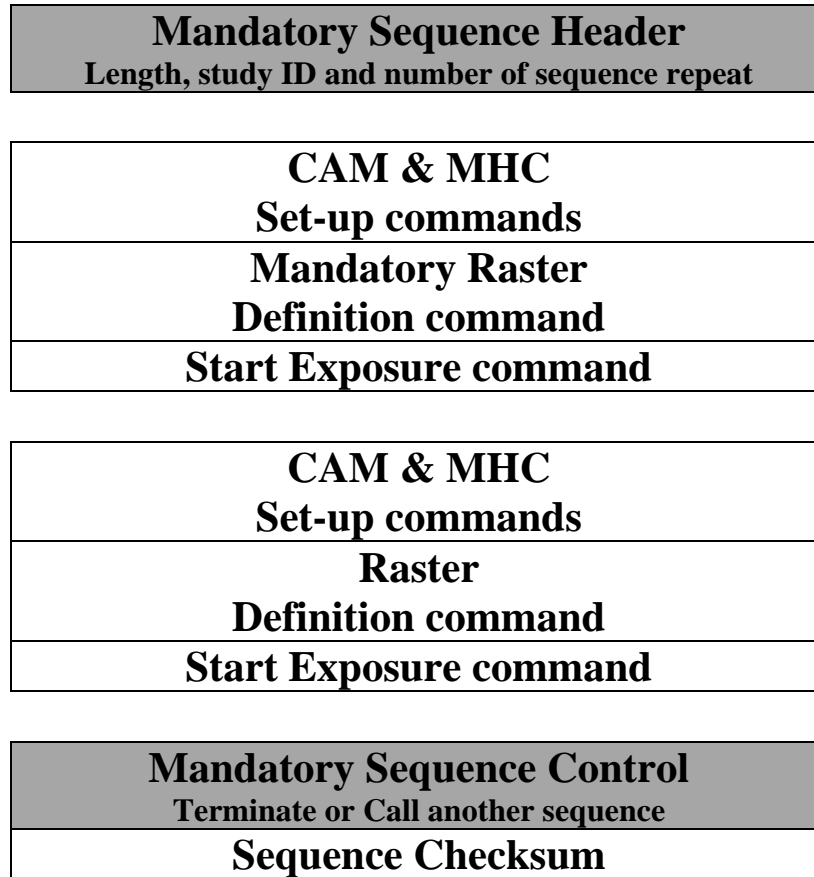 Mandatory Sequence Header
Length, study ID and number of sequence repeat
CAM & MHC
Set-up commands
Mandatory Raster
Definition command
Start Exposure command
CAM & MHC
Set-up commands
Raster
Definition command
Start Exposure command
Mandatory Sequence Control
Terminate or Call another sequence
Sequence Checksum